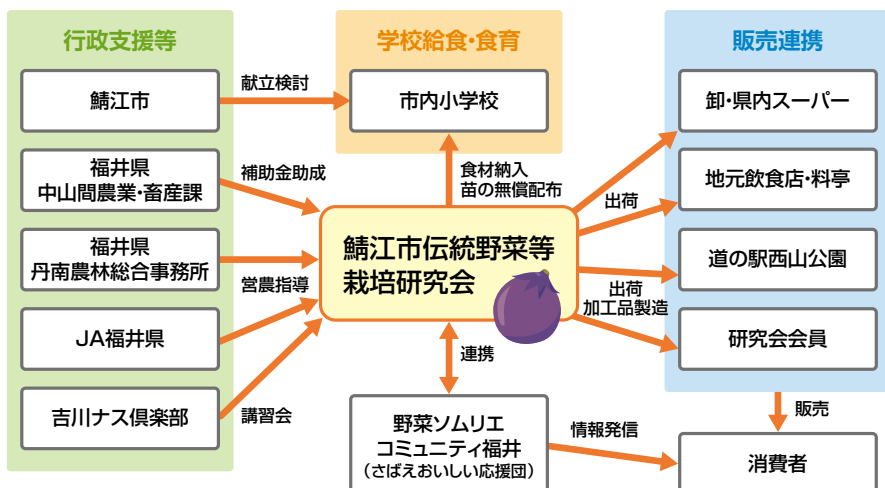 行政支援等
鯖江市
福井県
中山間農業・畜産課
福井県
丹南農林総合事務所
JA福井県
吉川ナス倶楽部
献立検討
補助金助成
営農指導
講習会
学校給食・食育
市内小学校
食材納入
苗の無償配布
鯖江市伝統野菜等
栽培研究会
連携
野菜ソムリエ
コミュニティ福井
(さばえおいしい応援団)
情報発信
販売連携
卸・県内スーパー
地元飲食店・料亭
道の駅西山公園
研究会会員
出荷
出荷
加工品製造
販売
消費者